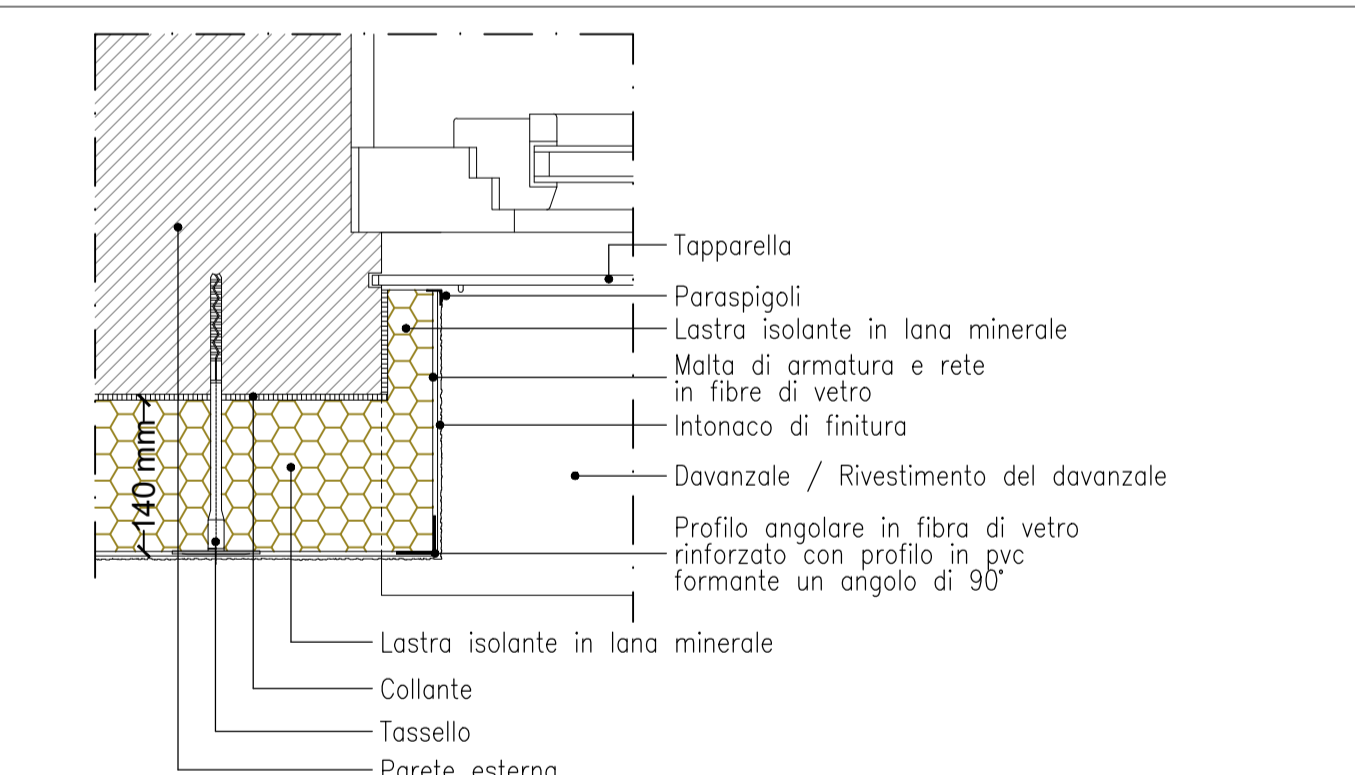 Tapparella
Paraspigoli
Lastra isolante in lana minerale
Malta di armatura e rete
in fibre di vetro
Intonaco di finitura
Davanzale / Rivestimento del davanzale
Profilo angolare in fibra di vetro
rinforzato con profilo in pvc
formante un angolo di 90°
140 mm
Lastra isolante in lana minerale
Collante
Tassello
Parete esterna